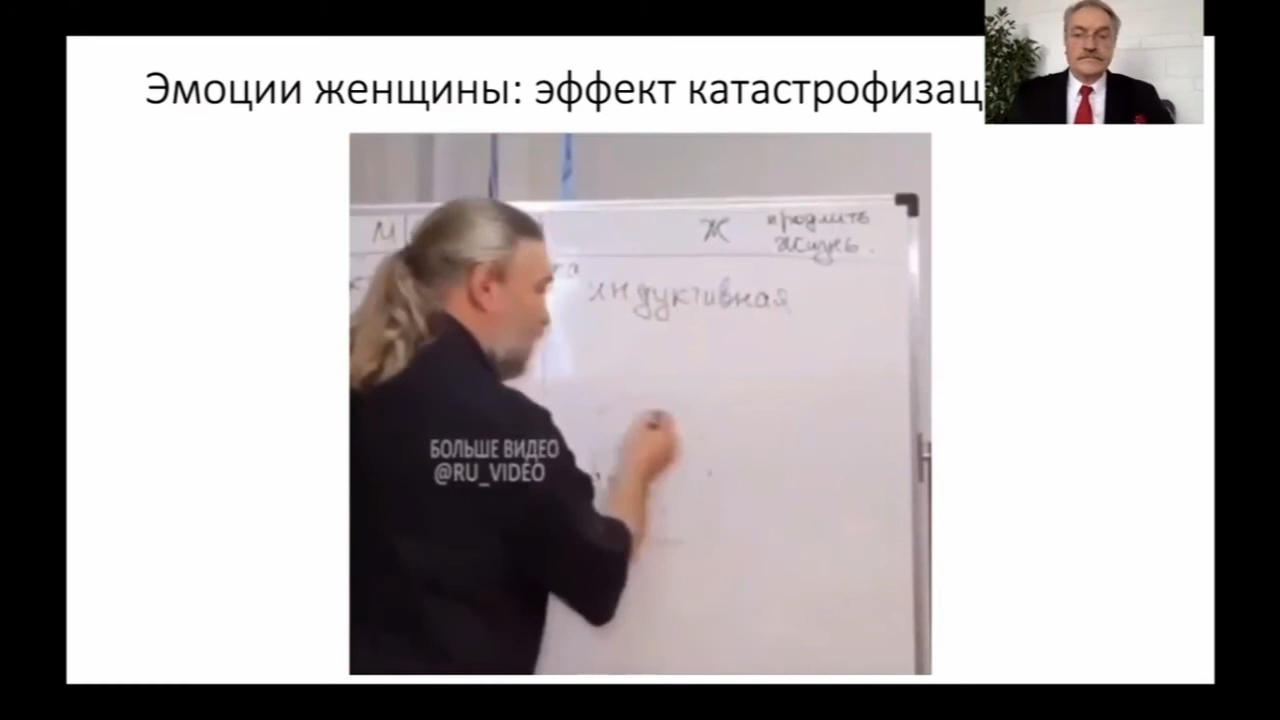 Эмоции женщины: эффект катастрофизац
М
Ж
продлить
жизнь.
индуктивная
БОЛЬШЕ ВИДЕО
@RU_VIDEO